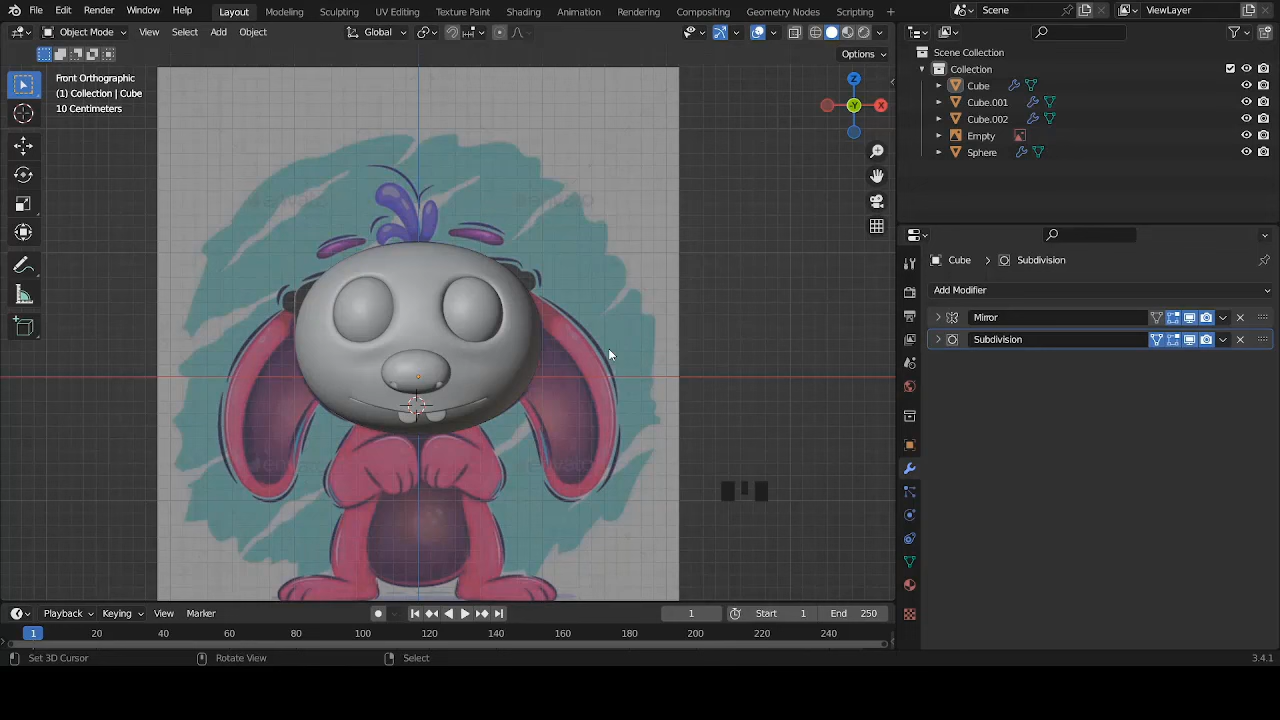 File Edit Render Window Help Layout Modeling Sculpting UV Editing Texture Paint Shading Animation Rendering Compositing Geometry Nodes Scripting + Scene ViewLayer
Object Mode View Select Add Object Global
Options
Front Orthographic
(1) Collection | Cube
10 Centimeters
Z
Y
X
Scene Collection
Collection
Cube
Cube.001
Cube.002
Empty
Sphere
Cube > Subdivision
Add Modifier
Mirror
Subdivision
Playback Keying View Marker 1 Start 1 End 250
1 20 40 60 80 100 120 140 160 180 200 220 240
Set 3D Cursor Rotate View Select 3.4.1